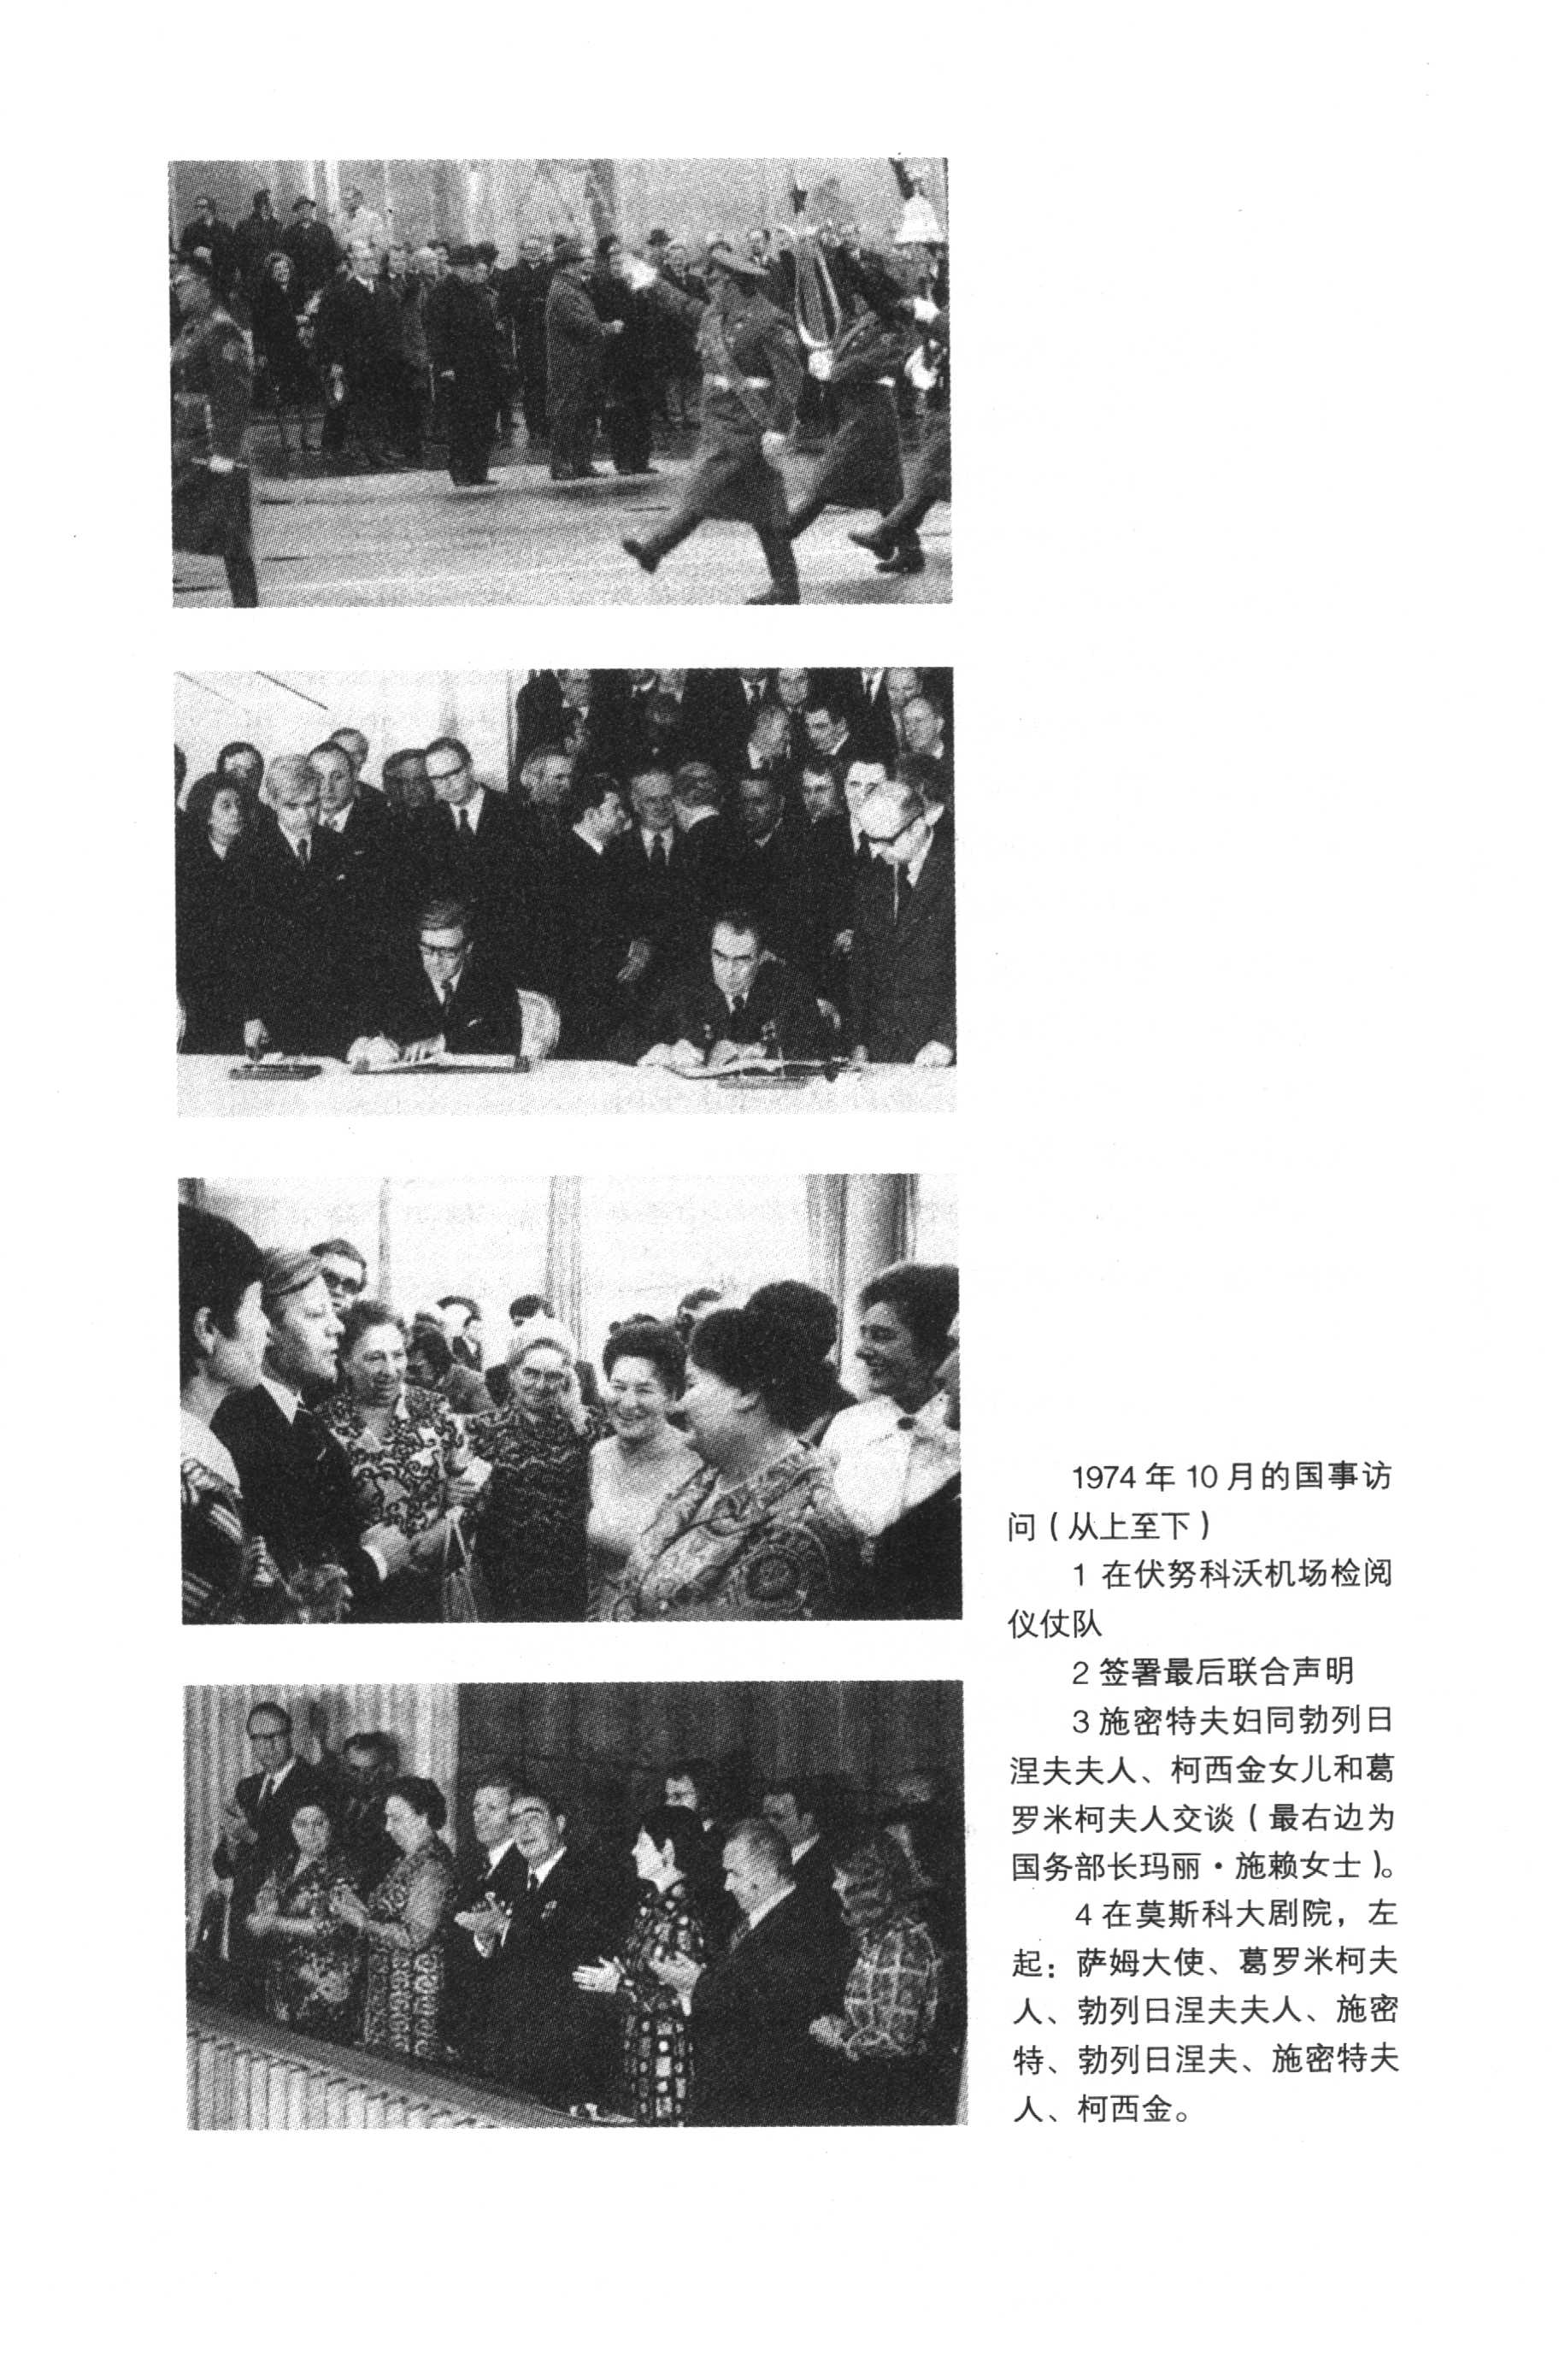 1974年10月的国事访
问(从上至下)
1 在伏努科沃机场检阅
仪仗队
2 签署最后联合声明
3 施密特夫妇同勃列日
涅夫夫人、柯西金女儿和葛
罗米柯夫人交谈(最右边为
国务部长玛丽·施赖女士)。
4 在莫斯科大剧院，左
起：萨姆大使、葛罗米柯夫
人、勃列日涅夫夫人、施密
特、勃列日涅夫、施密特夫
人、柯西金。